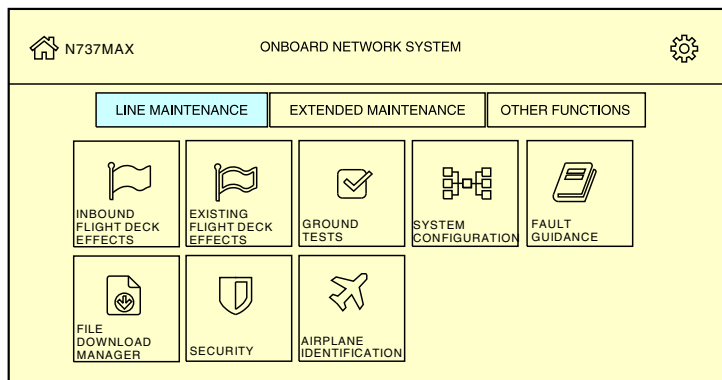 N737MAX
ONBOARD NETWORK SYSTEM
LINE MAINTENANCE
EXTENDED MAINTENANCE
OTHER FUNCTIONS
INBOUND
FLIGHT DECK
EFFECTS
EXISTING
FLIGHT DECK
EFFECTS
GROUND
TESTS
SYSTEM
CONFIGURATION
FAULT
GUIDANCE
FILE
DOWNLOAD
MANAGER
SECURITY
AIRPLANE
IDENTIFICATION